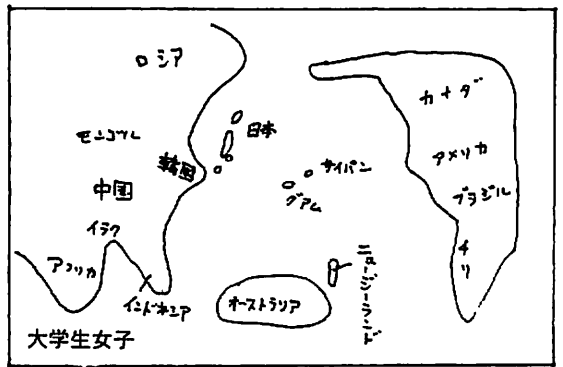 ロシア
カナダ
日本
モンゴル
韓国
アメリカ
サイパン
中国
グアム
ブラジル
イラク
チリ
アフリカ
インドネシア
オーストラリア
ニュージーランド
大学生女子